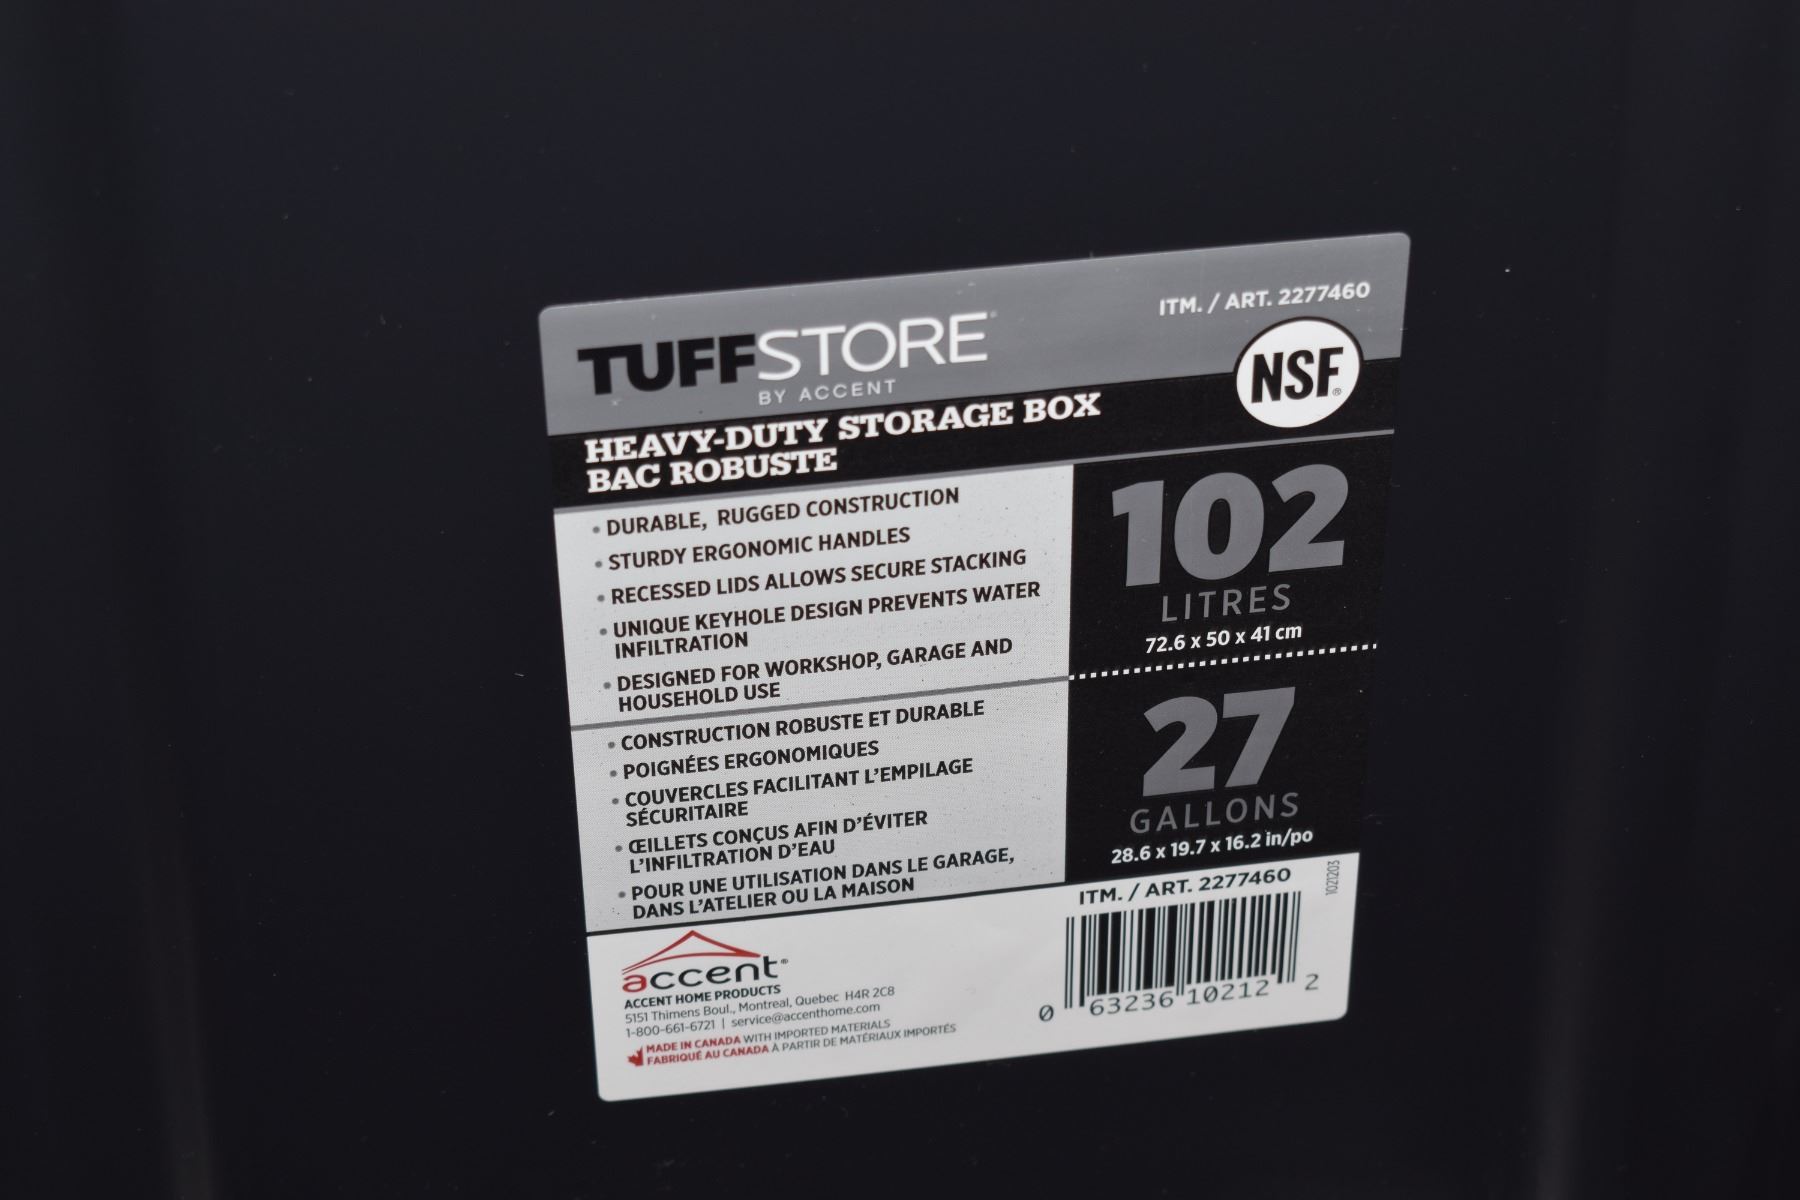 TUFFSTORE®
BY ACCENT
ITM. / ART. 2277460
NSF®
HEAVY-DUTY STORAGE BOX
BAC ROBUSTE
• DURABLE, RUGGED CONSTRUCTION
• STURDY ERGONOMIC HANDLES
• RECESSED LIDS ALLOWS SECURE STACKING
• UNIQUE KEYHOLE DESIGN PREVENTS WATER
INFILTRATION
• DESIGNED FOR WORKSHOP, GARAGE AND
HOUSEHOLD USE
• CONSTRUCTION ROBUSTE ET DURABLE
• POIGNÉES ERGONOMIQUES
• COUVERCLES FACILITANT L'EMPILAGE
SÉCURITAIRE
• ŒILLETS CONÇUS AFIN D'ÉVITER
L'INFILTRATION D'EAU
• POUR UNE UTILISATION DANS LE GARAGE,
DANS L'ATELIER OU LA MAISON
102
LITRES
72.6 x 50 x 41 cm
27
GALLONS
28.6 x 19.7 x 16.2 in/po
accent®
ACCENT HOME PRODUCTS
5151 Thimens Boul., Montreal, Quebec H4R 2C8
1-800-661-6721 | service@accenthome.com
MADE IN CANADA WITH IMPORTED MATERIALS
FABRIQUÉ AU CANADA À PARTIR DE MATÉRIAUX IMPORTÉS
ITM. / ART. 2277460
1021203
0 63236 10212 2